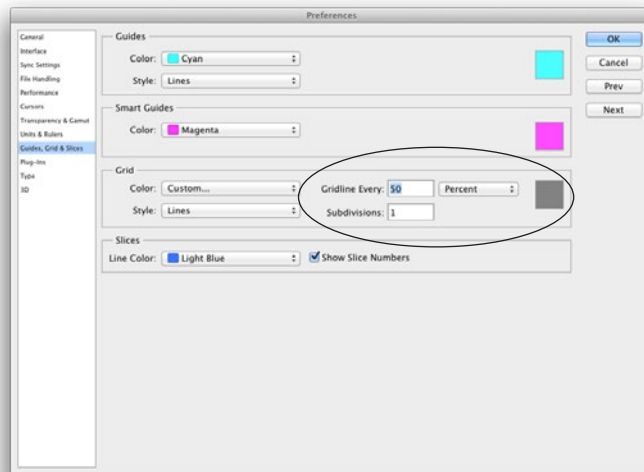 Preferences
General
Interface
Sync Settings
File Handling
Performance
Cursors
Transparency & Gamut
Units & Rulers
Guides, Grid & Slices
Plug-Ins
Type
3D
Guides
Color: Cyan
Style: Lines
Smart Guides
Color: Magenta
Grid
Color: Custom... Gridline Every: 50 Percent
Style: Lines Subdivisions: 1
Slices
Line Color: Light Blue Show Slice Numbers
OK
Cancel
Prev
Next